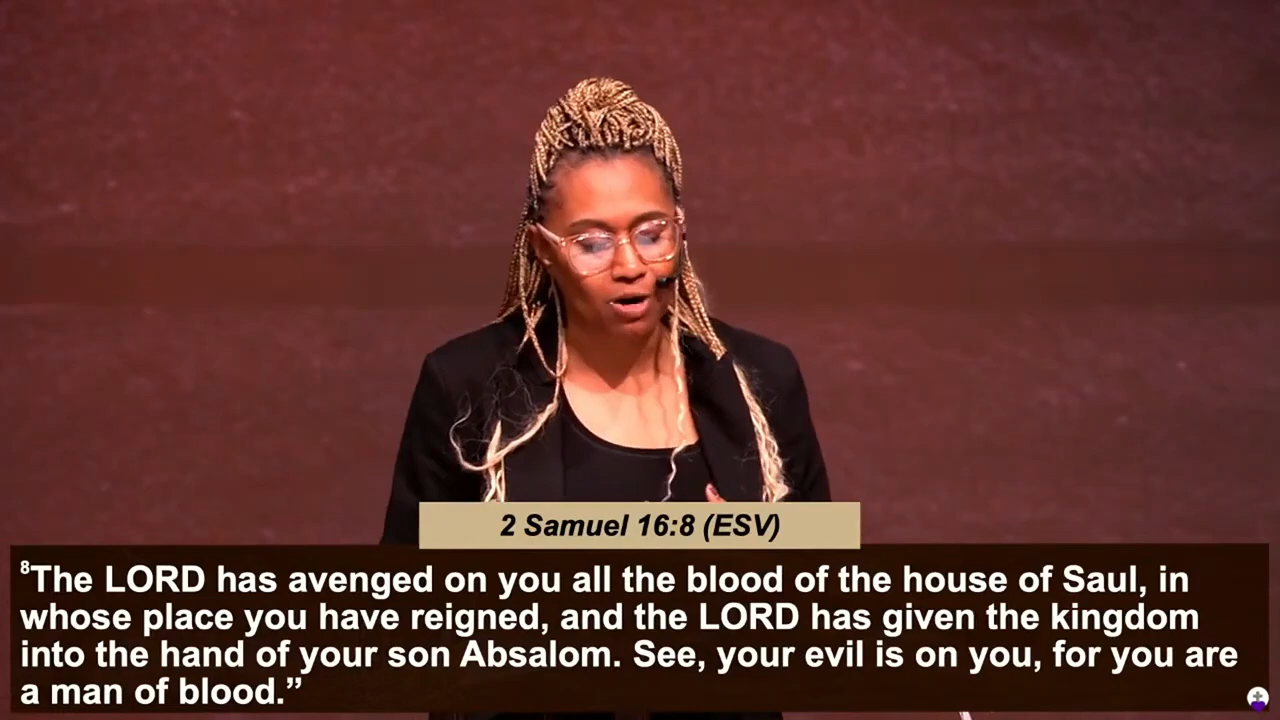 2 Samuel 16:8 (ESV)
⁸The LORD has avenged on you all the blood of the house of Saul, in
whose place you have reigned, and the LORD has given the kingdom
into the hand of your son Absalom. See, your evil is on you, for you are
a man of blood.”